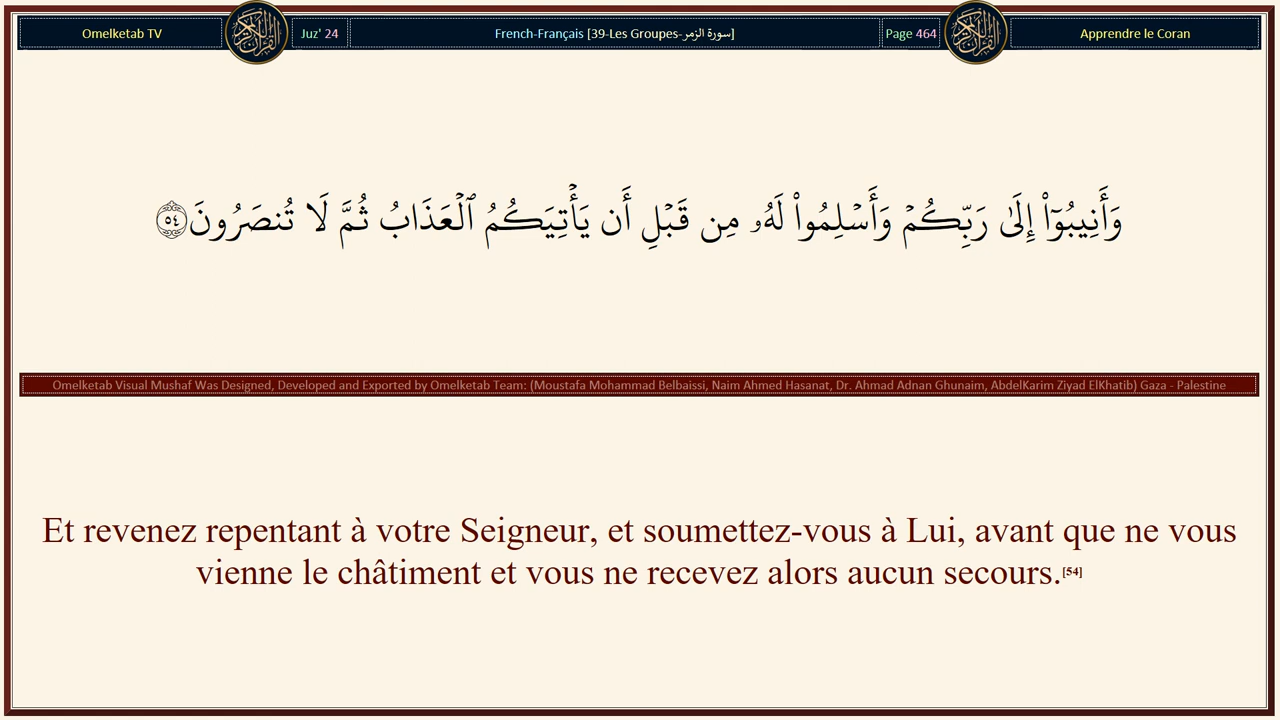 Omelketab TV
Juz' 24
French-Français [39-Les Groupes-سورة الزمر]
Page 464
Apprendre le Coran
وَأَنِيبُوٓا۟ إِلَىٰ رَبِّكُمۡ وَأَسۡلِمُوا۟ لَهُۥ مِن قَبۡلِ أَن يَأۡتِيَكُمُ ٱلۡعَذَابُ ثُمَّ لَا تُنصَرُونَ ٥٤
Omelketab Visual Mushaf Was Designed, Developed and Exported by Omelketab Team: (Moustafa Mohammad Belbaissi, Naim Ahmed Hasanat, Dr. Ahmad Adnan Ghunaim, AbdelKarim Ziyad ElKhatib) Gaza - Palestine
Et revenez repentant à votre Seigneur, et soumettez-vous à Lui, avant que ne vous
vienne le châtiment et vous ne recevez alors aucun secours.[54]